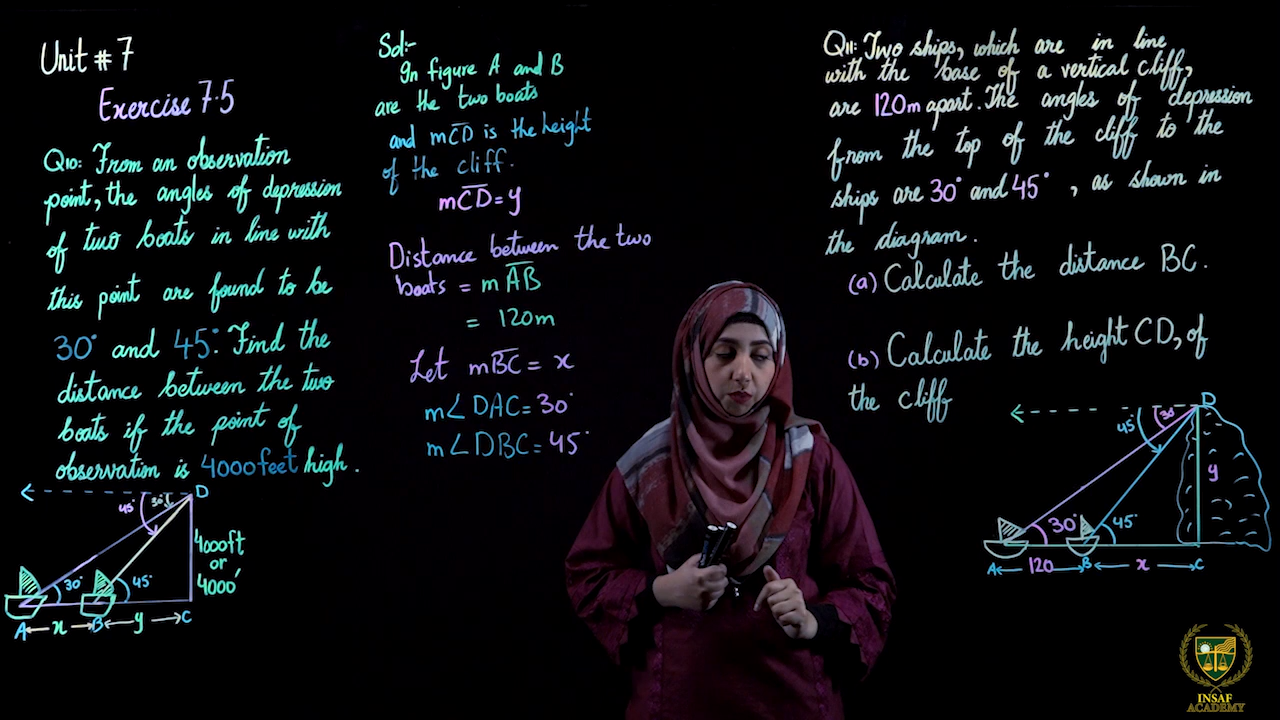 Unit # 7
Exercise 7.5
Q10: From an observation
point, the angles of depression
of two boats in line with
this point are found to be
30° and 45°. Find the
distance between the two
boats if the point of
observation is 4000feet high.
D
45°
30°
4000ft
or
4000'
30°
45°
A
x
B
y
C
Sol:-
In figure A and B
are the two boats
and mCD is the height
of the cliff.
mCD = y
Distance between the two
boats = mAB
= 120m
Let mBC = x
m∠DAC = 30°
m∠DBC = 45°
Q11: Two ships, which are in line
with the base of a vertical cliff,
are 120m apart. The angles of depression
from the top of the cliff to the
ships are 30° and 45°, as shown in
the diagram.
(a) Calculate the distance BC.
(b) Calculate the height CD, of
the cliff
D
45°
30°
y
30°
45°
A
120
B
x
C
INSAF
ACADEMY